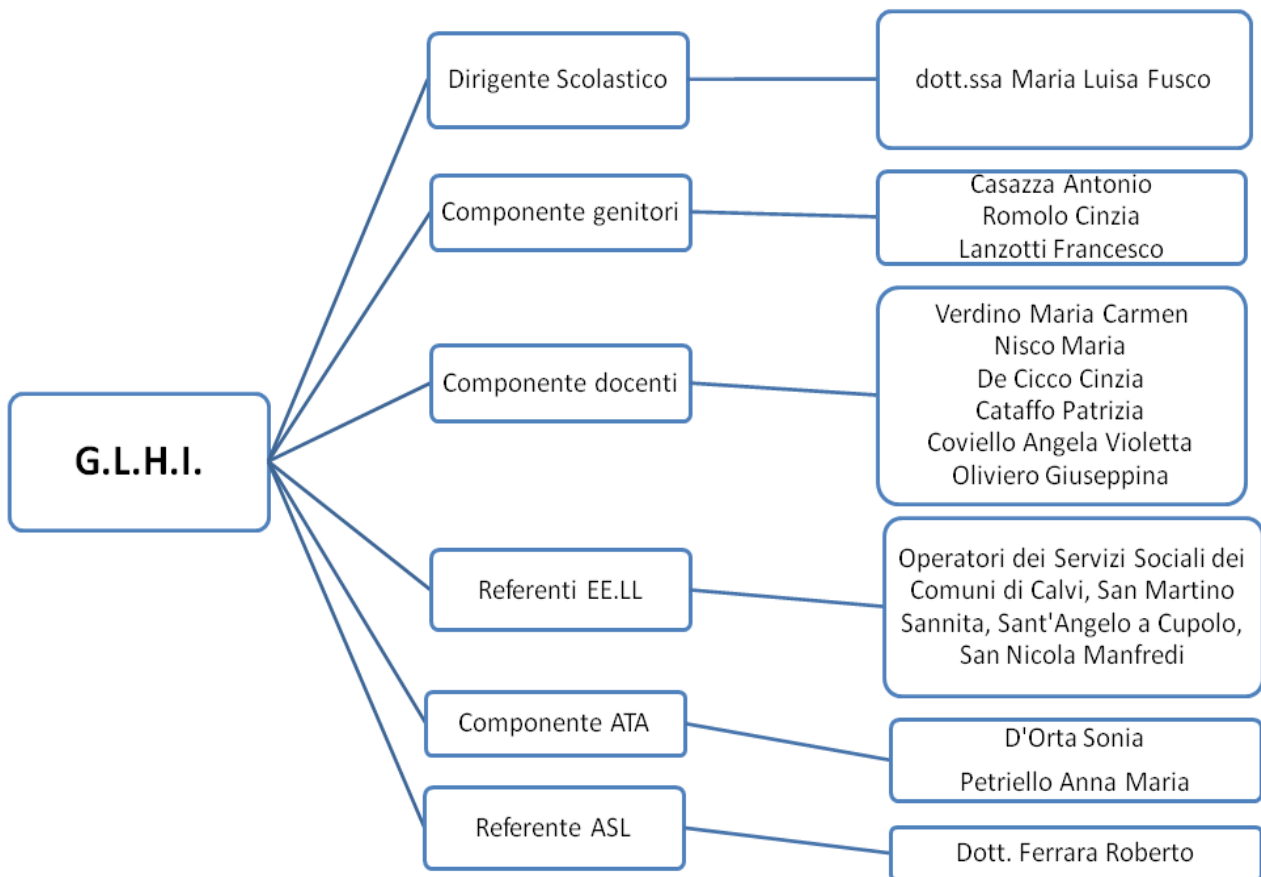 G.L.H.I.
Dirigente Scolastico
dott.ssa Maria Luisa Fusco
Componente genitori
Casazza Antonio
Romolo Cinzia
Lanzotti Francesco
Componente docenti
Verdino Maria Carmen
Nisco Maria
De Cicco Cinzia
Cataffo Patrizia
Coviello Angela Violetta
Oliviero Giuseppina
Referenti EE.LL
Operatori dei Servizi Sociali dei
Comuni di Calvi, San Martino
Sannita, Sant'Angelo a Cupolo,
San Nicola Manfredi
Componente ATA
D'Orta Sonia
Petriello Anna Maria
Referente ASL
Dott. Ferrara Roberto